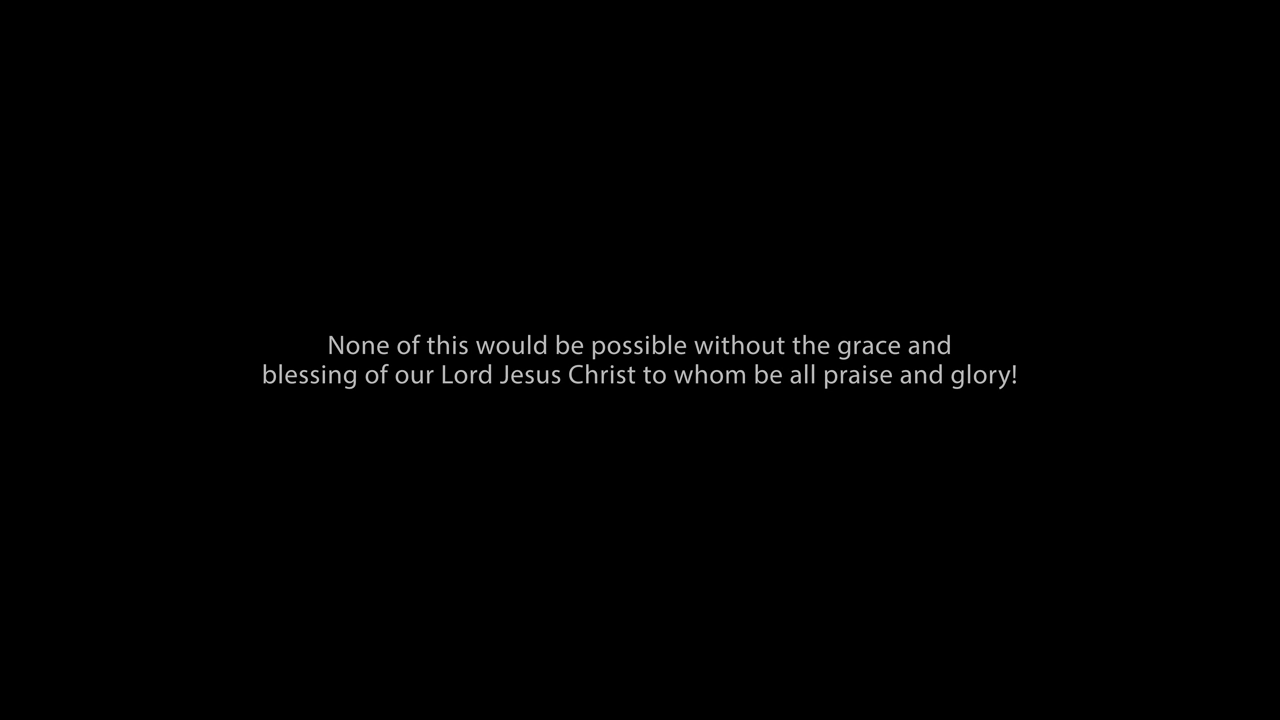 None of this would be possible without the grace and
blessing of our Lord Jesus Christ to whom be all praise and glory!